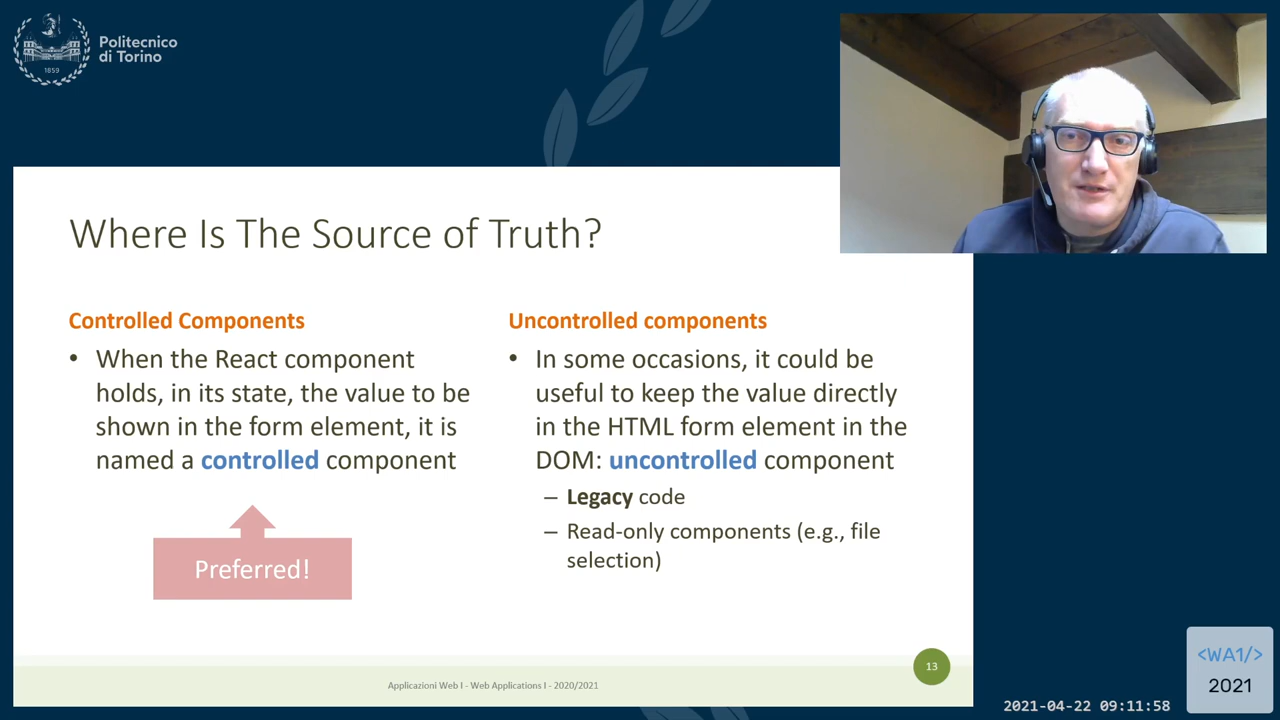 Politecnico
di Torino
1859
Where Is The Source of Truth?
Controlled Components
• When the React component
holds, in its state, the value to be
shown in the form element, it is
named a controlled component
Preferred!
Uncontrolled components
• In some occasions, it could be
useful to keep the value directly
in the HTML form element in the
DOM: uncontrolled component
– Legacy code
– Read-only components (e.g., file
selection)
Applicazioni Web I - Web Applications I - 2020/2021
13
<WA1/>
2021
2021-04-22 09:11:58